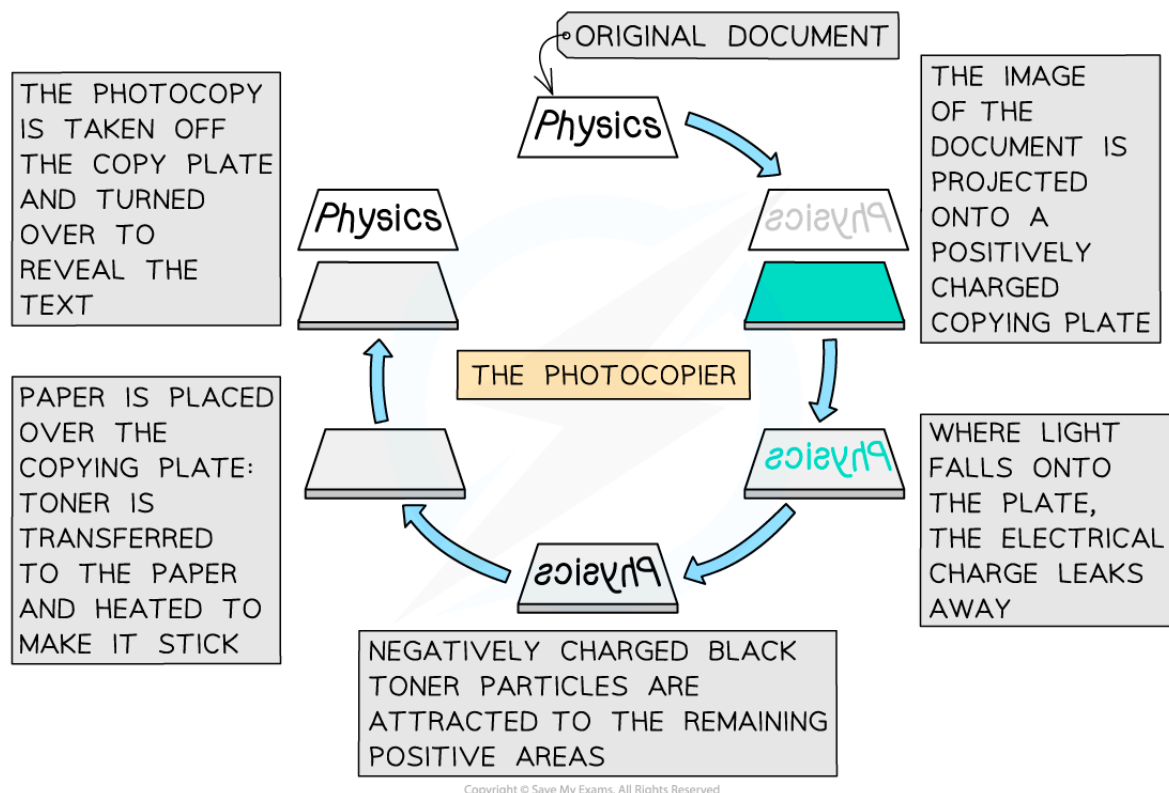 ORIGINAL DOCUMENT
Physics
THE IMAGE
OF THE
DOCUMENT IS
PROJECTED
ONTO A
POSITIVELY
CHARGED
COPYING PLATE
Physics
WHERE LIGHT
FALLS ONTO
THE PLATE,
THE ELECTRICAL
CHARGE LEAKS
AWAY
Physics
NEGATIVELY CHARGED BLACK
TONER PARTICLES ARE
ATTRACTED TO THE REMAINING
POSITIVE AREAS
Physics
PAPER IS PLACED
OVER THE
COPYING PLATE:
TONER IS
TRANSFERRED
TO THE PAPER
AND HEATED TO
MAKE IT STICK
THE PHOTOCOPY
IS TAKEN OFF
THE COPY PLATE
AND TURNED
OVER TO
REVEAL THE
TEXT
Physics
THE PHOTOCOPIER
Copyright © Save My Exams. All Rights Reserved